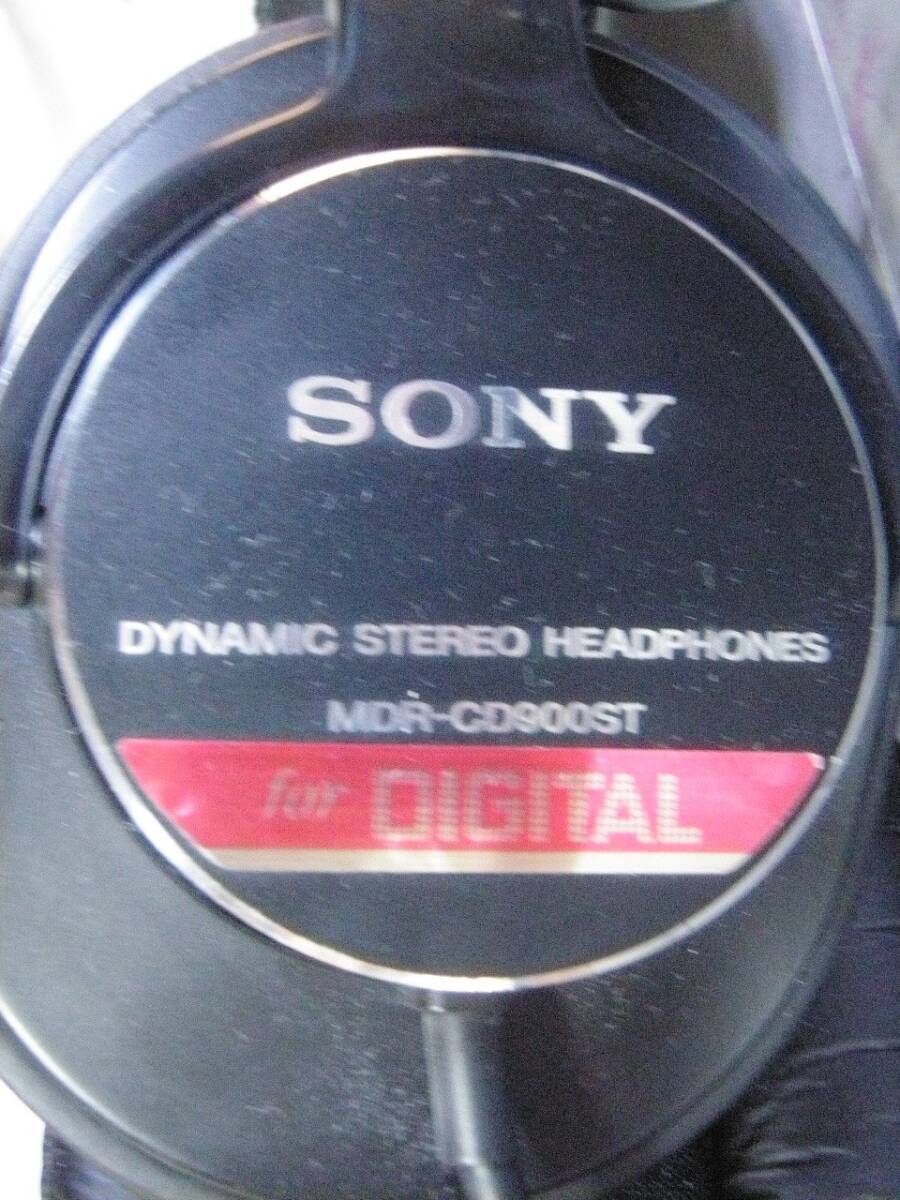 SONY
DYNAMIC STEREO HEADPHONES
MDR-CD900ST
for DIGITAL